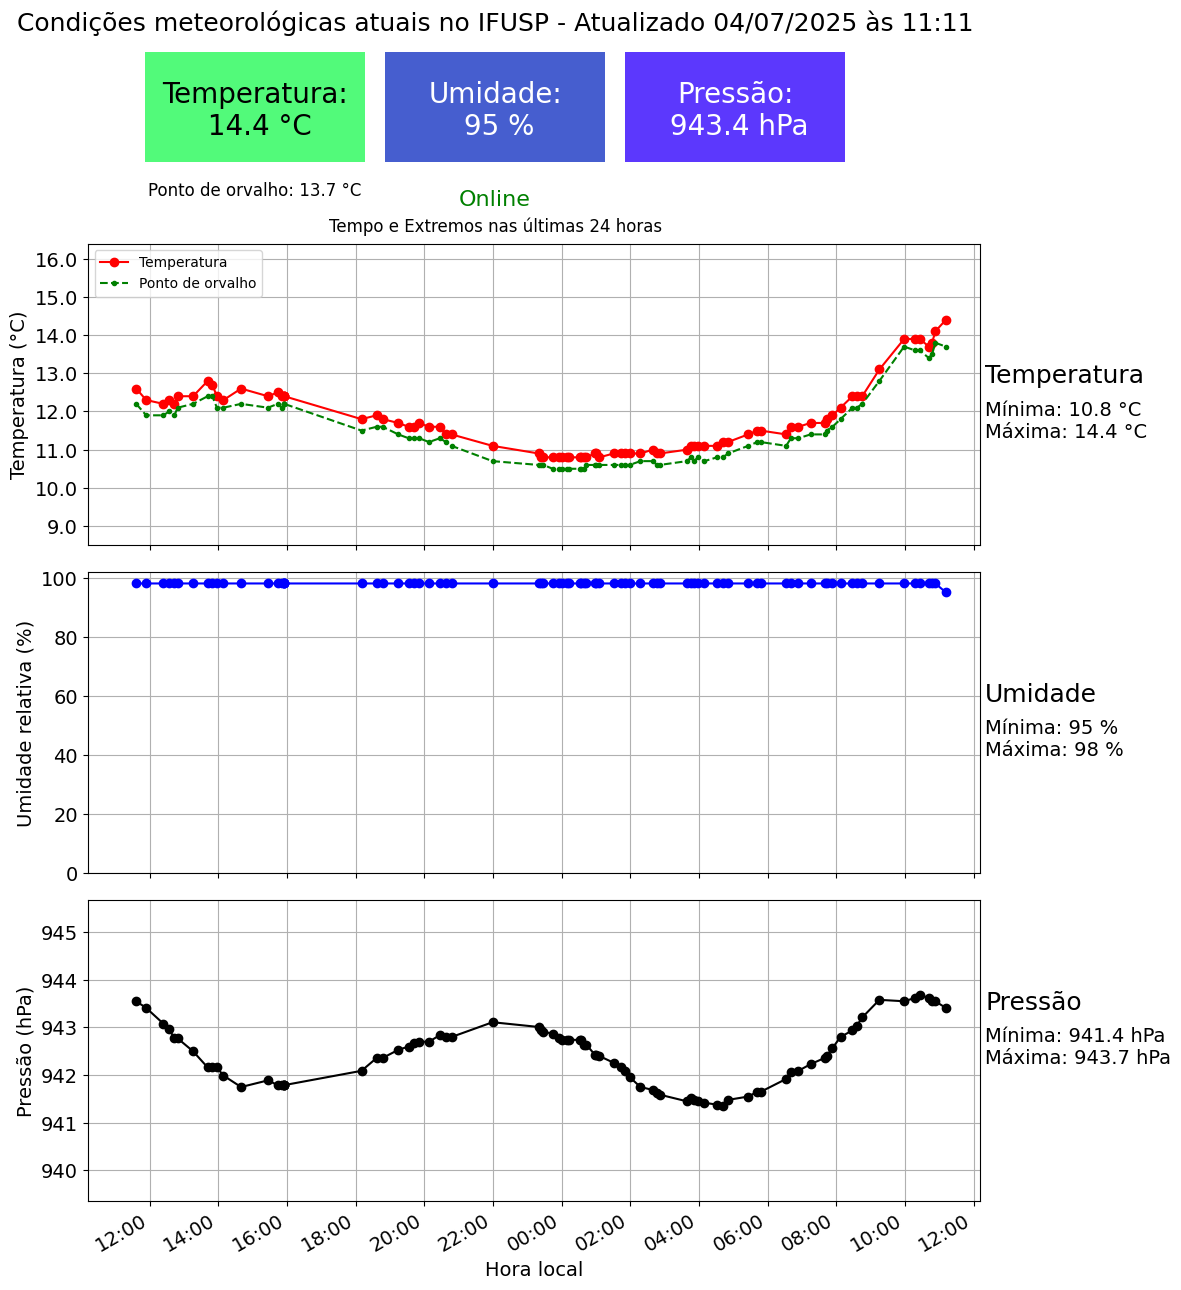 Condições meteorológicas atuais no IFUSP - Atualizado 04/07/2025 às 11:11
Temperatura:
14.4 °C
Umidade:
95 %
Pressão:
943.4 hPa
Ponto de orvalho: 13.7 °C
Online
Tempo e Extremos nas últimas 24 horas
Temperatura
Ponto de orvalho
Temperatura (°C)
16.0
15.0
14.0
13.0
12.0
11.0
10.0
9.0
Temperatura
Mínima: 10.8 °C
Máxima: 14.4 °C
Umidade relativa (%)
100
80
60
40
20
0
Umidade
Mínima: 95 %
Máxima: 98 %
Pressão (hPa)
945
944
943
942
941
940
Pressão
Mínima: 941.4 hPa
Máxima: 943.7 hPa
12:00 14:00 16:00 18:00 20:00 22:00 00:00 02:00 04:00 06:00 08:00 10:00 12:00
Hora local